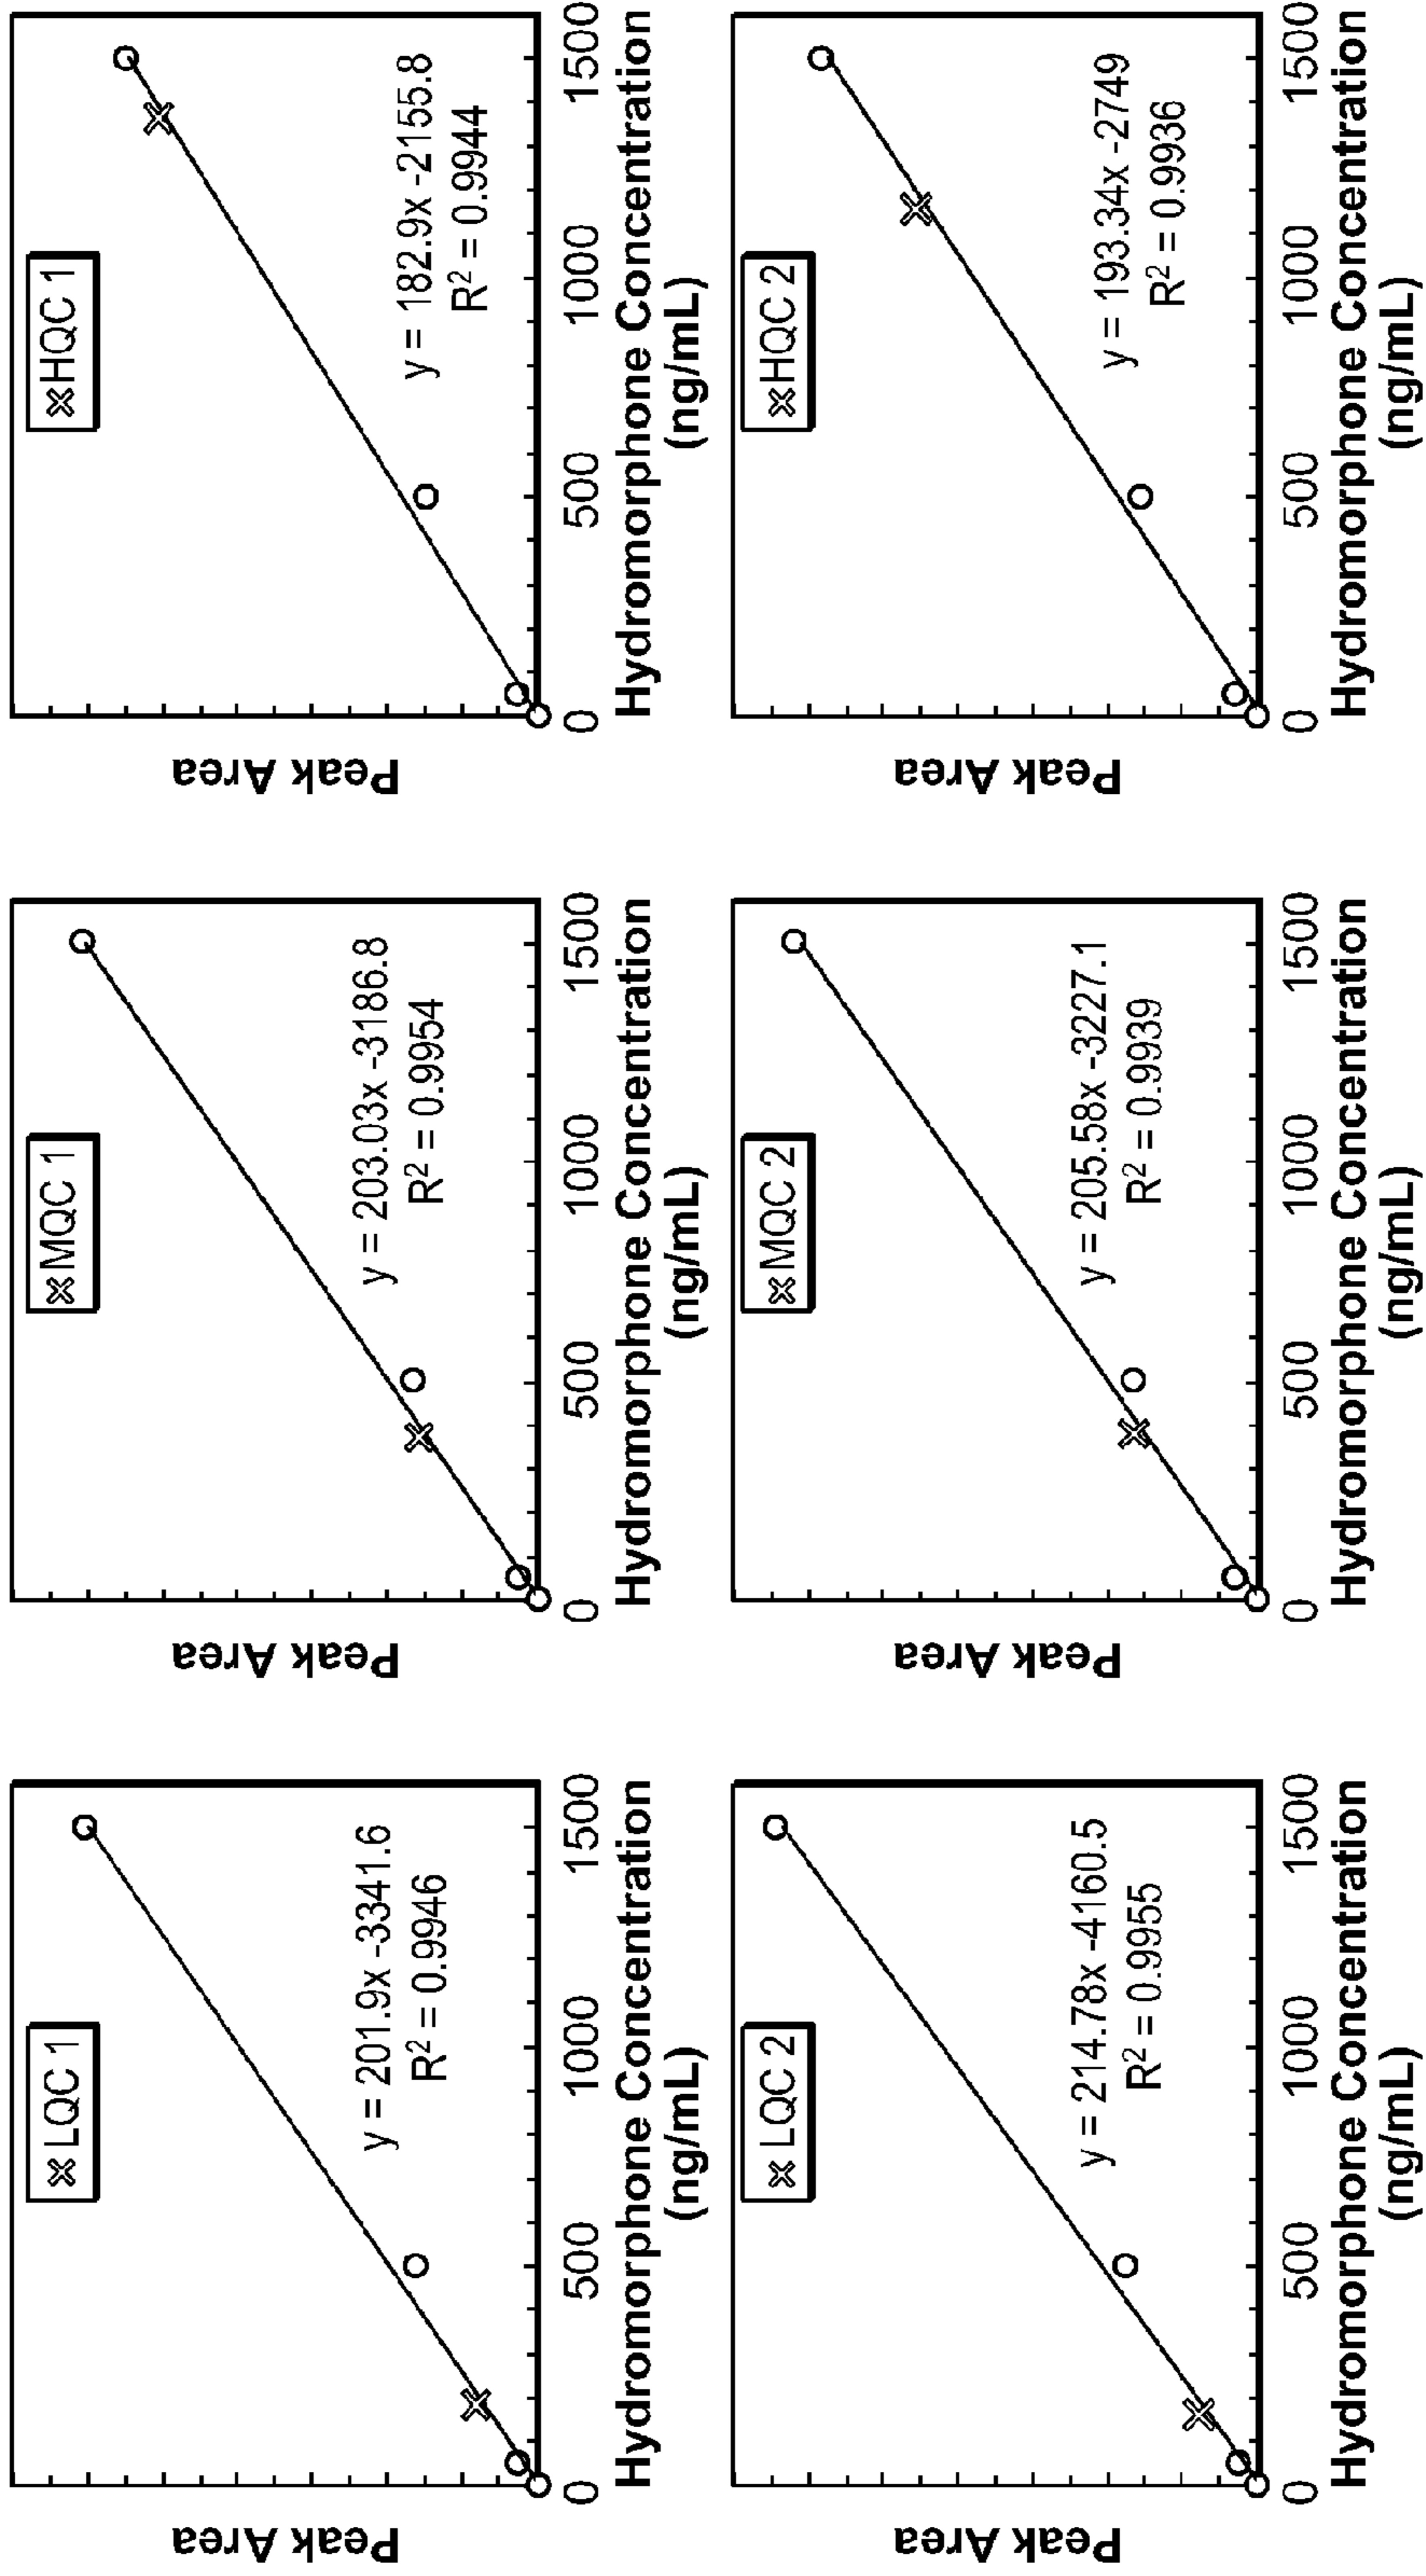 LQC 1
y = 201.9x -3341.6
R² = 0.9946
Peak Area
0 500 1000 1500
Hydromorphone Concentration
(ng/mL)
MQC 1
y = 203.03x -3186.8
R² = 0.9954
Peak Area
0 500 1000 1500
Hydromorphone Concentration
(ng/mL)
HQC 1
y = 182.9x -2155.8
R² = 0.9944
Peak Area
0 500 1000 1500
Hydromorphone Concentration
(ng/mL)
LQC 2
y = 214.78x -4160.5
R² = 0.9955
Peak Area
0 500 1000 1500
Hydromorphone Concentration
(ng/mL)
MQC 2
y = 205.58x -3227.1
R² = 0.9939
Peak Area
0 500 1000 1500
Hydromorphone Concentration
(ng/mL)
HQC 2
y = 193.34x -2749
R² = 0.9936
Peak Area
0 500 1000 1500
Hydromorphone Concentration
(ng/mL)